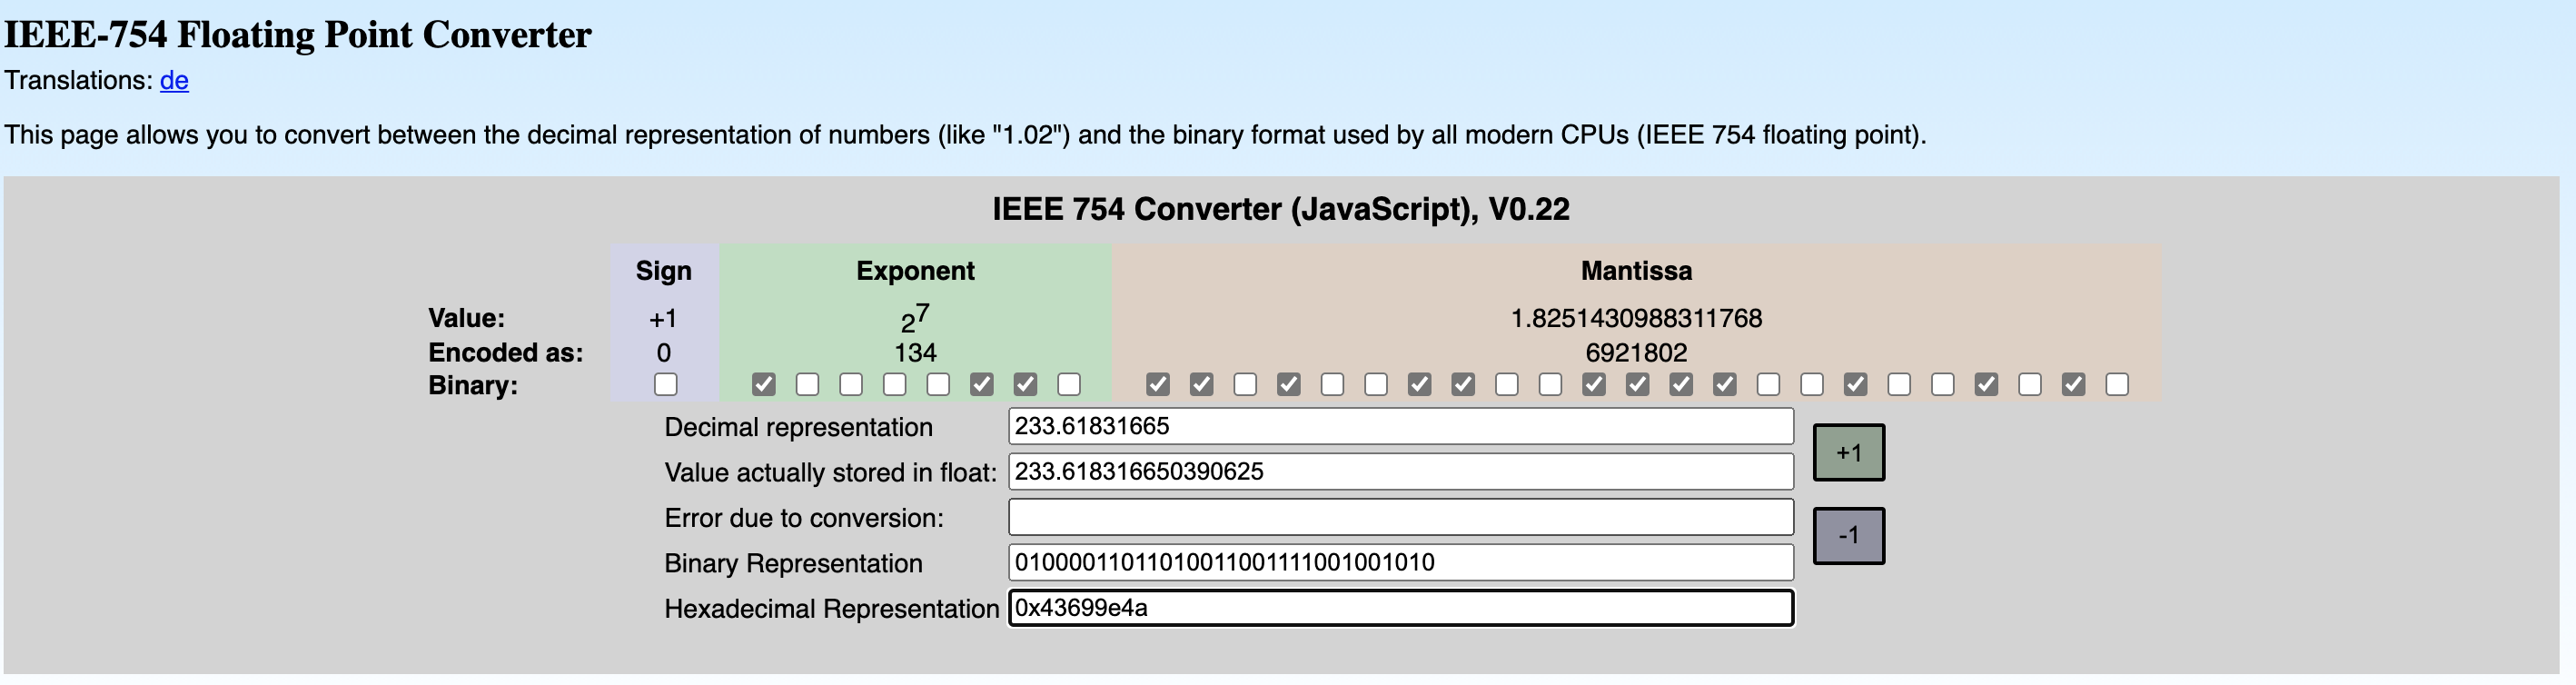 IEEE-754 Floating Point Converter
Translations: de
This page allows you to convert between the decimal representation of numbers (like "1.02") and the binary format used by all modern CPUs (IEEE 754 floating point).
IEEE 754 Converter (JavaScript), V0.22
Sign Exponent Mantissa
Value: +1 2^7 1.8251430988311768
Encoded as: 0 134 6921802
Binary:
Decimal representation 233.61831665
+1
Value actually stored in float: 233.618316650390625
Error due to conversion:
-1
Binary Representation 01000011011010011001111001001010
Hexadecimal Representation 0x43699e4a